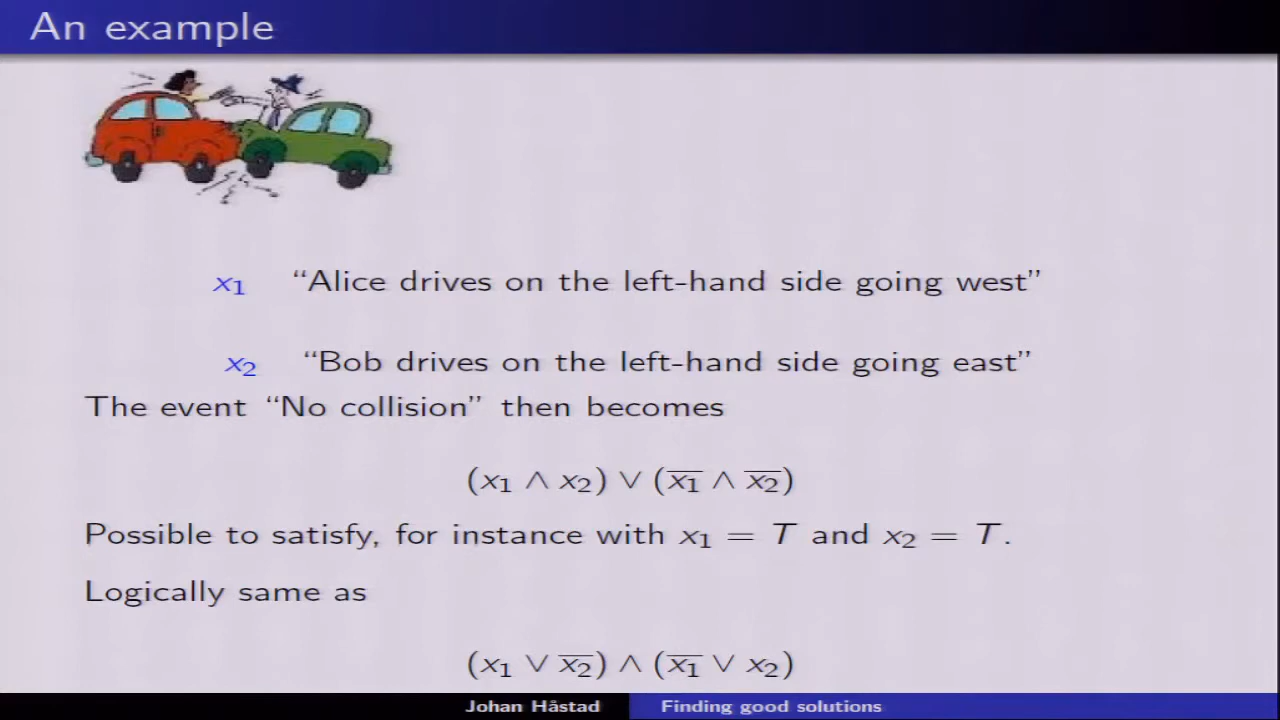 An example
x₁ “Alice drives on the left-hand side going west”
x₂ “Bob drives on the left-hand side going east”
The event “No collision” then becomes
(x₁ ∧ x₂) ∨ (x̅₁ ∧ x̅₂)
Possible to satisfy, for instance with x₁ = T and x₂ = T.
Logically same as
(x₁ ∨ x̅₂) ∧ (x̅₁ ∨ x₂)
Johan Håstad Finding good solutions